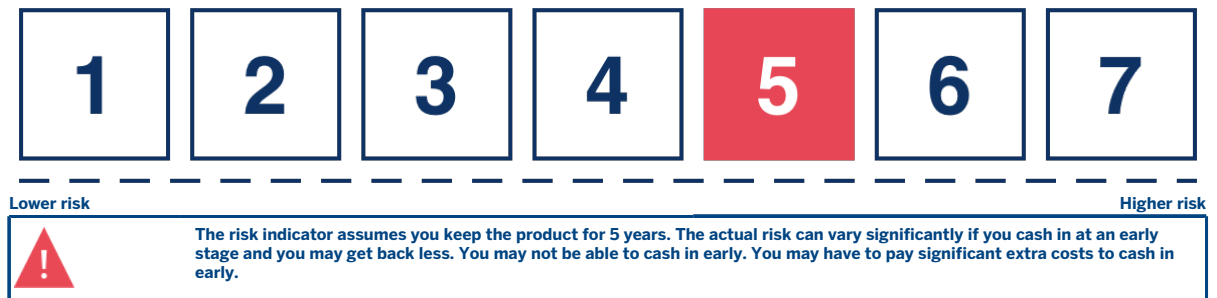 1 2 3 4 5 6 7
Lower risk Higher risk
!
The risk indicator assumes you keep the product for 5 years. The actual risk can vary significantly if you cash in at an early
stage and you may get back less. You may not be able to cash in early. You may have to pay significant extra costs to cash in
early.